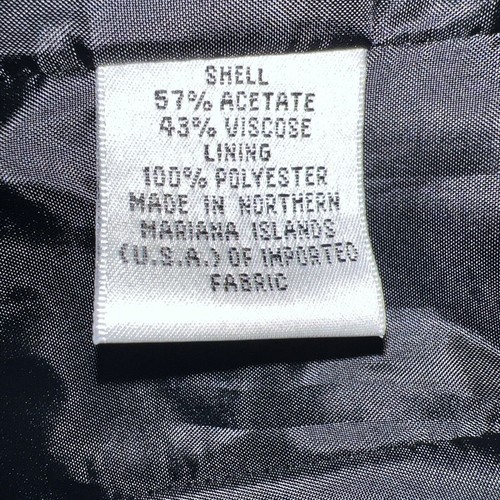 SHELL
57% ACETATE
43% VISCOSE
LINING
100% POLYESTER
MADE IN NORTHERN
MARIANA ISLANDS
(U.S.A.) OF IMPORTED
FABRIC